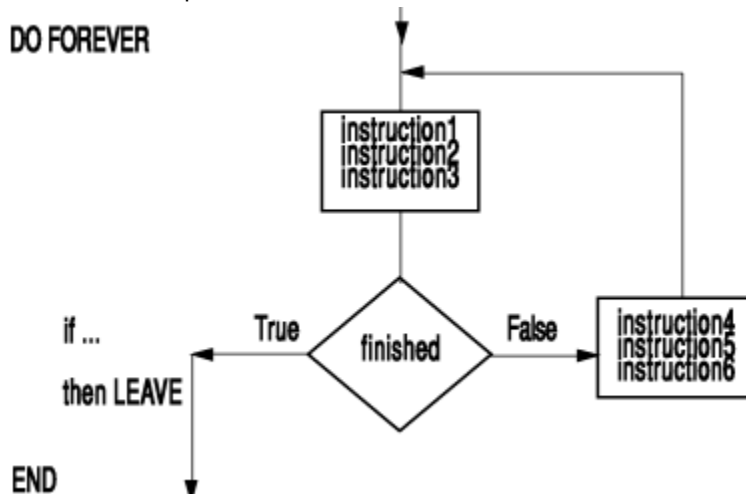 DO FOREVER
instruction1
instruction2
instruction3
if ...
True
finished
False
instruction4
instruction5
instruction6
then LEAVE
END